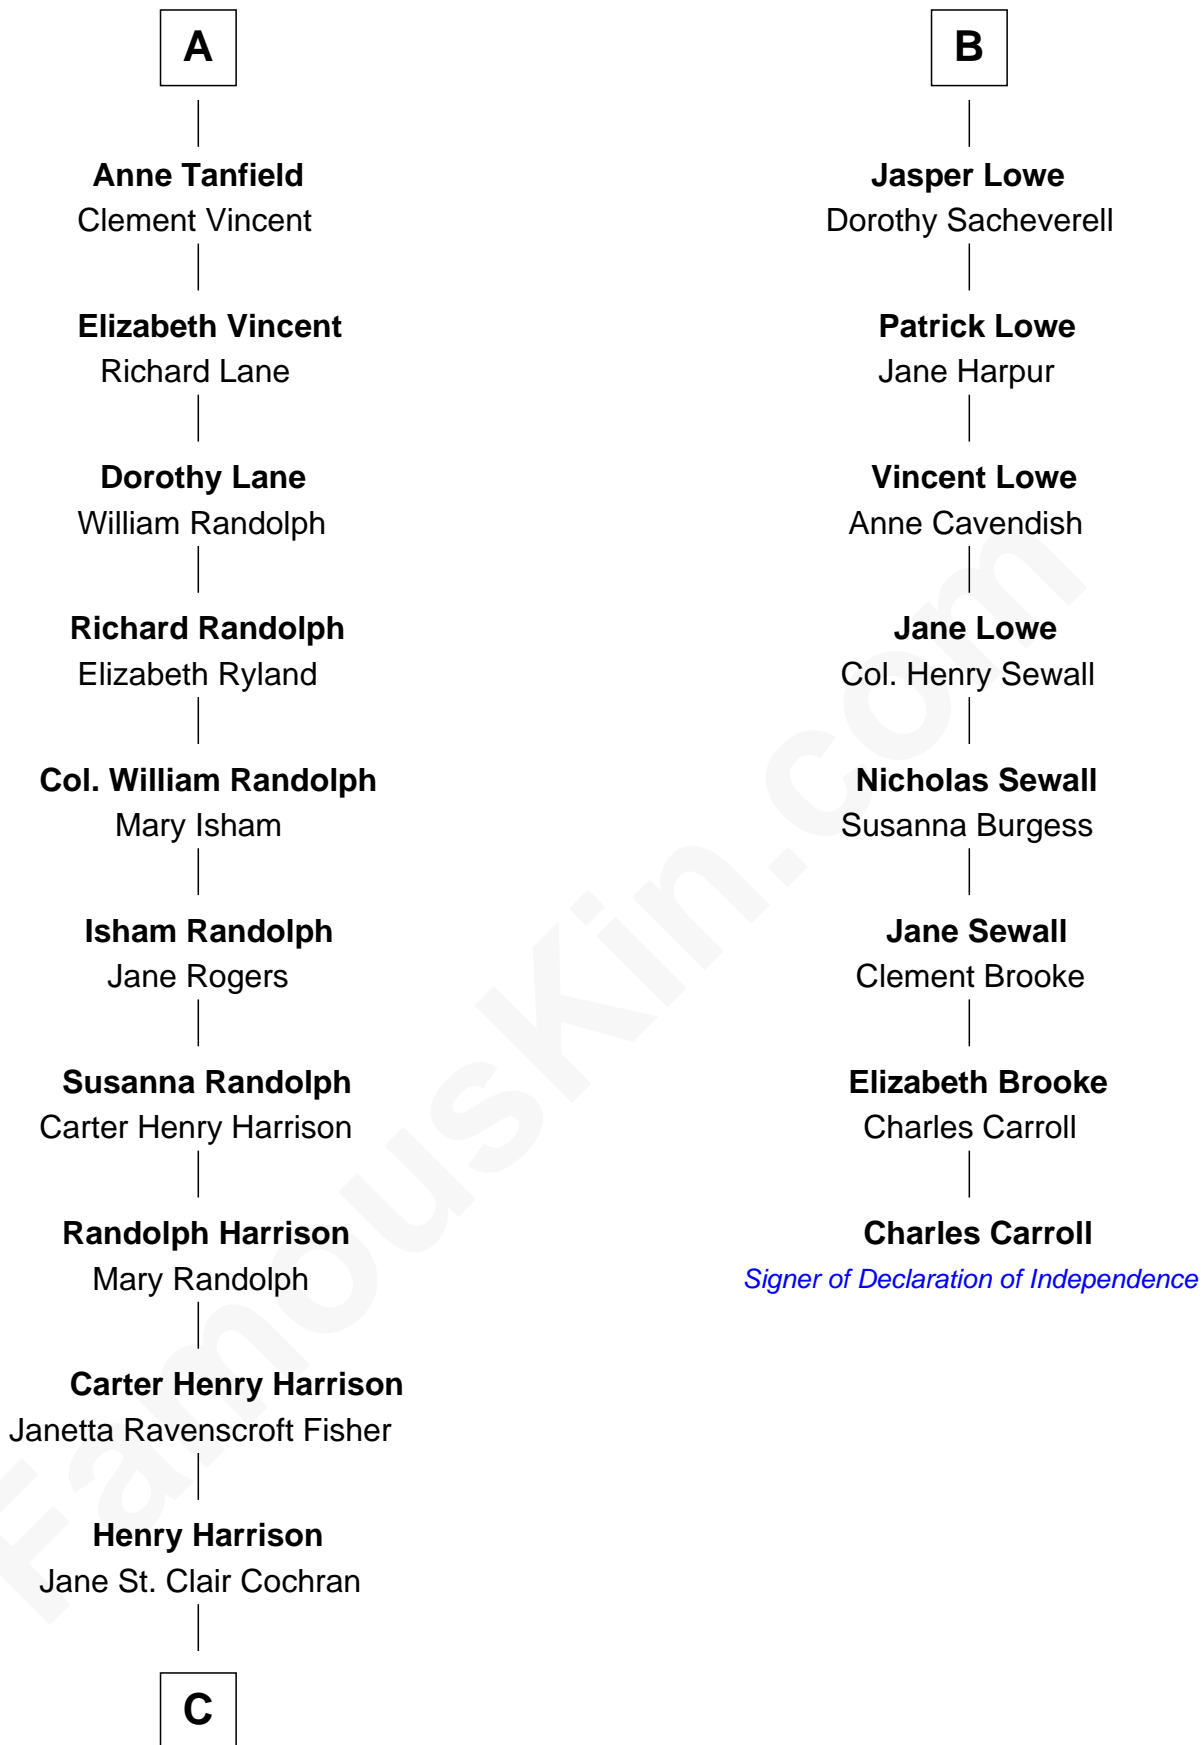 A
Anne Tanfield
Clement Vincent
Elizabeth Vincent
Richard Lane
Dorothy Lane
William Randolph
Richard Randolph
Elizabeth Ryland
Col. William Randolph
Mary Isham
Isham Randolph
Jane Rogers
Susanna Randolph
Carter Henry Harrison
Randolph Harrison
Mary Randolph
Carter Henry Harrison
Janetta Ravenscroft Fisher
Henry Harrison
Jane St. Clair Cochran
C
B
Jasper Lowe
Dorothy Sacheverell
Patrick Lowe
Jane Harpur
Vincent Lowe
Anne Cavendish
Jane Lowe
Col. Henry Sewall
Nicholas Sewall
Susanna Burgess
Jane Sewall
Clement Brooke
Elizabeth Brooke
Charles Carroll
Charles Carroll
Signer of Declaration of Independence
FamousKin.com